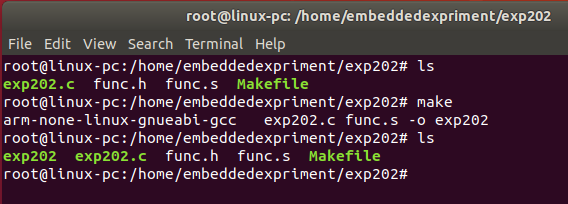 root@linux-pc: /home/embeddedexpriment/exp202
File Edit View Search Terminal Help
root@linux-pc:/home/embeddedexpriment/exp202# ls
exp202.c func.h func.s Makefile
root@linux-pc:/home/embeddedexpriment/exp202# make
arm-none-linux-gnueabi-gcc   exp202.c func.s -o exp202
root@linux-pc:/home/embeddedexpriment/exp202# ls
exp202  exp202.c  func.h  func.s  Makefile
root@linux-pc:/home/embeddedexpriment/exp202#